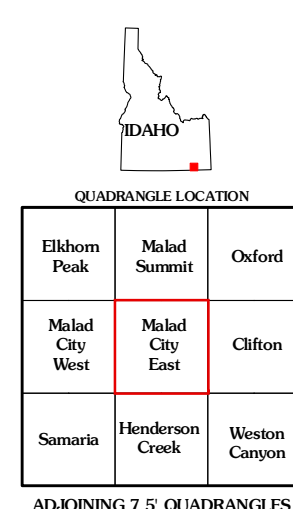 IDAHO
QUADRANGLE LOCATION
Elkhorn
Peak
Malad
Summit
Oxford
Malad
City
West
Malad
City
East
Clifton
Samaria
Henderson
Creek
Weston
Canyon
ADJOINING 7.5' QUADRANGLES